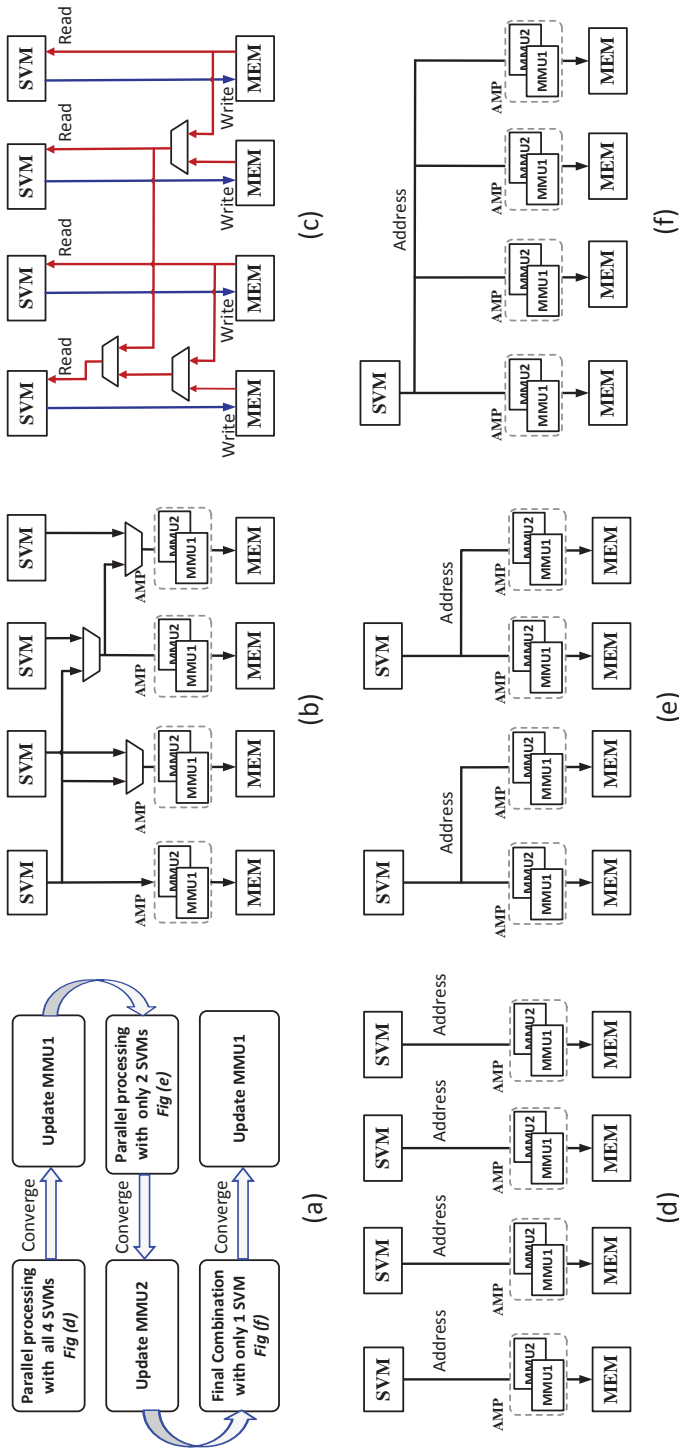 Parallel processing
with all 4 SVMs
Fig (d)
Converge
Update MMU1
Parallel processing
with only 2 SVMs
Fig (e)
Converge
Update MMU2
Final Combination
with only 1 SVM
Fig (f)
Converge
Update MMU1
(a)
SVM
SVM
SVM
SVM
AMP
MMU2
MMU1
AMP
MMU2
MMU1
AMP
MMU2
MMU1
AMP
MMU2
MMU1
MEM
MEM
MEM
MEM
(b)
SVM
SVM
SVM
SVM
Read
Read
Read
Read
Write
Write
Write
Write
MEM
MEM
MEM
MEM
(c)
SVM
SVM
SVM
SVM
Address
Address
Address
Address
AMP
MMU2
MMU1
AMP
MMU2
MMU1
AMP
MMU2
MMU1
AMP
MMU2
MMU1
MEM
MEM
MEM
MEM
(d)
SVM
SVM
Address
Address
AMP
MMU2
MMU1
AMP
MMU2
MMU1
AMP
MMU2
MMU1
AMP
MMU2
MMU1
MEM
MEM
MEM
MEM
(e)
SVM
Address
AMP
MMU2
MMU1
AMP
MMU2
MMU1
AMP
MMU2
MMU1
AMP
MMU2
MMU1
MEM
MEM
MEM
MEM
(f)